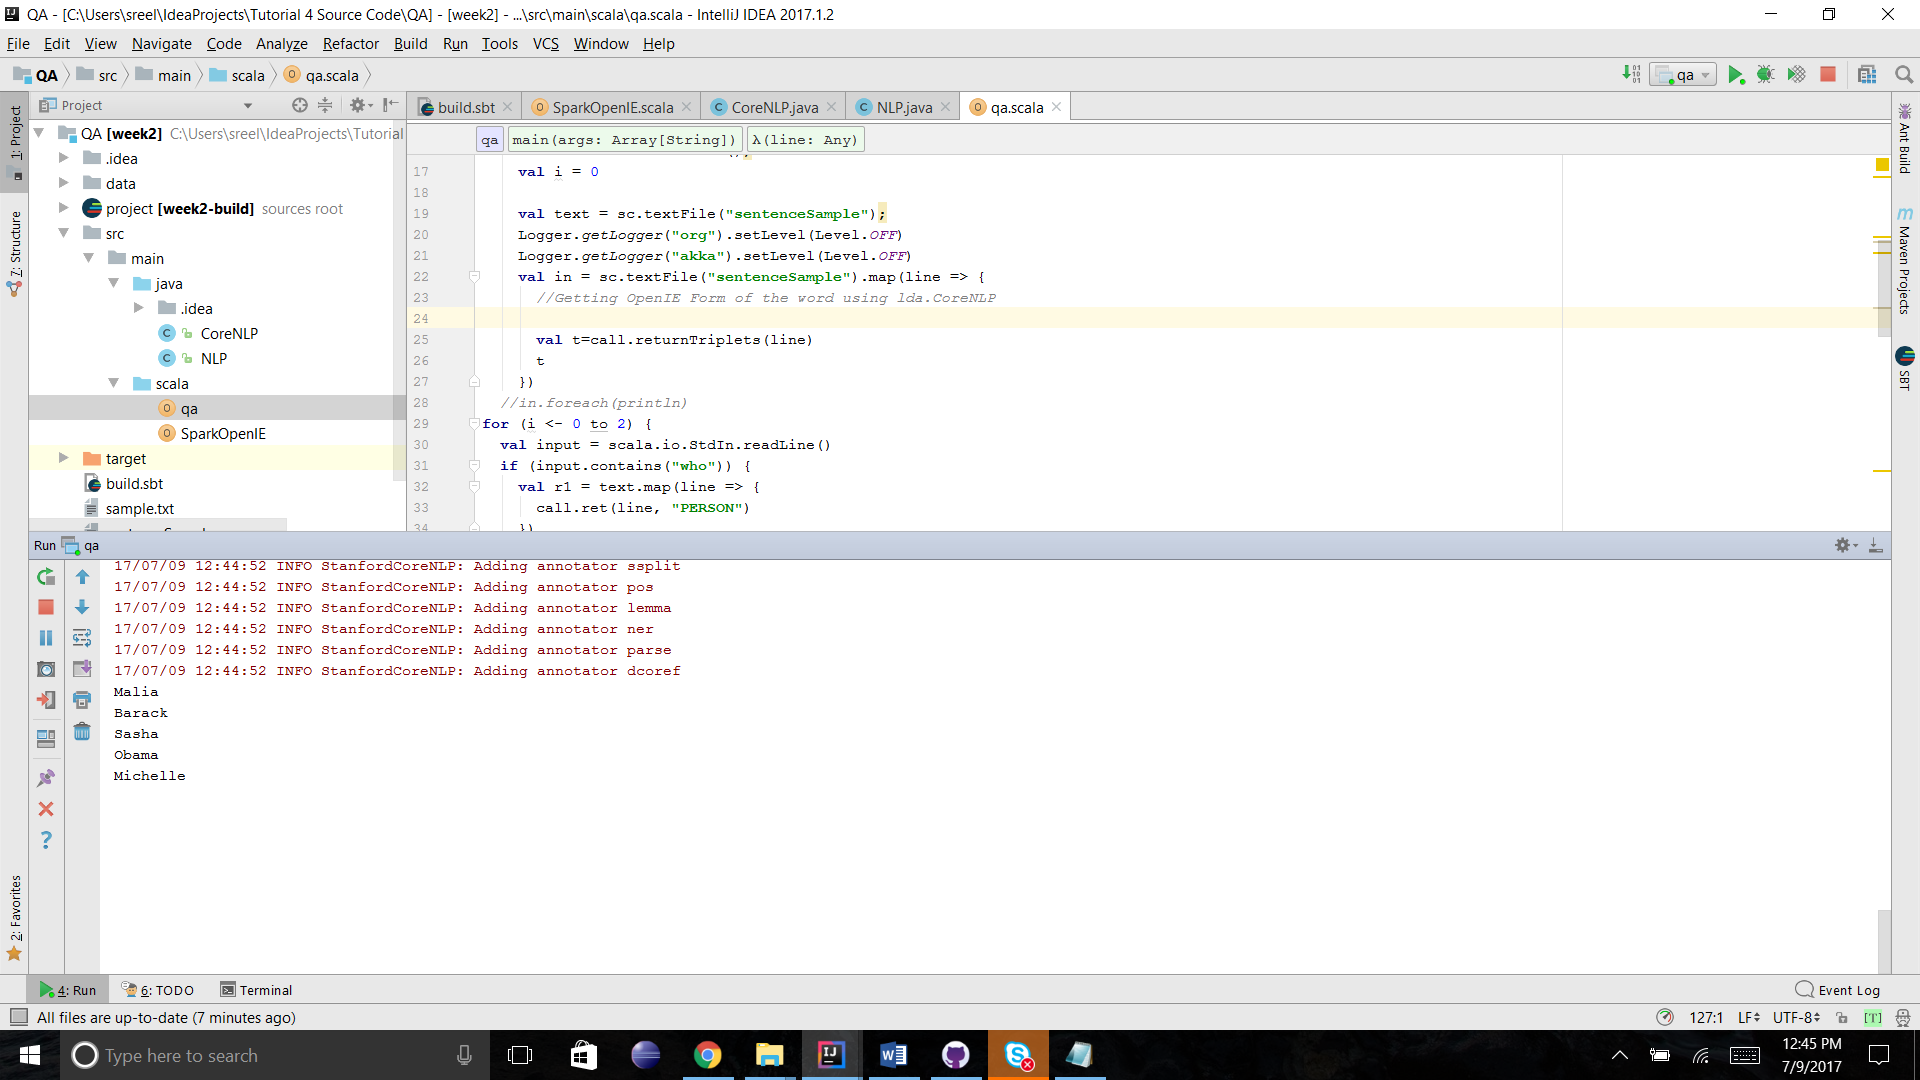 QA - [C:\Users\sreel\IdeaProjects\Tutorial 4 Source Code\QA] - [week2] - ...\src\main\scala\qa.scala - IntelliJ IDEA 2017.1.2
File Edit View Navigate Code Analyze Refactor Build Run Tools VCS Window Help
QA src main scala qa.scala
qa
Project
build.sbt SparkOpenIE.scala CoreNLP.java NLP.java qa.scala
1: Project
7: Structure
2: Favorites
QA [week2] C:\Users\sreel\IdeaProjects\Tutorial
.idea
data
project [week2-build] sources root
src
main
java
.idea
CoreNLP
NLP
scala
qa
SparkOpenIE
target
build.sbt
sample.txt
qa main(args: Array[String]) λ(line: Any)
17 val i = 0
18
19 val text = sc.textFile("sentenceSample");
20 Logger.getLogger("org").setLevel(Level.OFF)
21 Logger.getLogger("akka").setLevel(Level.OFF)
22 val in = sc.textFile("sentenceSample").map(line => {
23 //Getting OpenIE Form of the word using lda.CoreNLP
24
25 val t=call.returnTriplets(line)
26 t
27 })
28 //in.foreach(println)
29 for (i <- 0 to 2) {
30 val input = scala.io.StdIn.readLine()
31 if (input.contains("who")) {
32 val r1 = text.map(line => {
33 call.ret(line, "PERSON")
34 })
Ant Build
Maven Projects
SBT
Run qa
17/07/09 12:44:52 INFO StanfordCoreNLP: Adding annotator ssplit
17/07/09 12:44:52 INFO StanfordCoreNLP: Adding annotator pos
17/07/09 12:44:52 INFO StanfordCoreNLP: Adding annotator lemma
17/07/09 12:44:52 INFO StanfordCoreNLP: Adding annotator ner
17/07/09 12:44:52 INFO StanfordCoreNLP: Adding annotator parse
17/07/09 12:44:52 INFO StanfordCoreNLP: Adding annotator dcoref
Malia
Barack
Sasha
Obama
Michelle
4: Run 6: TODO Terminal Event Log
All files are up-to-date (7 minutes ago) 127:1 LF UTF-8 [T]
Type here to search
12:45 PM
7/9/2017